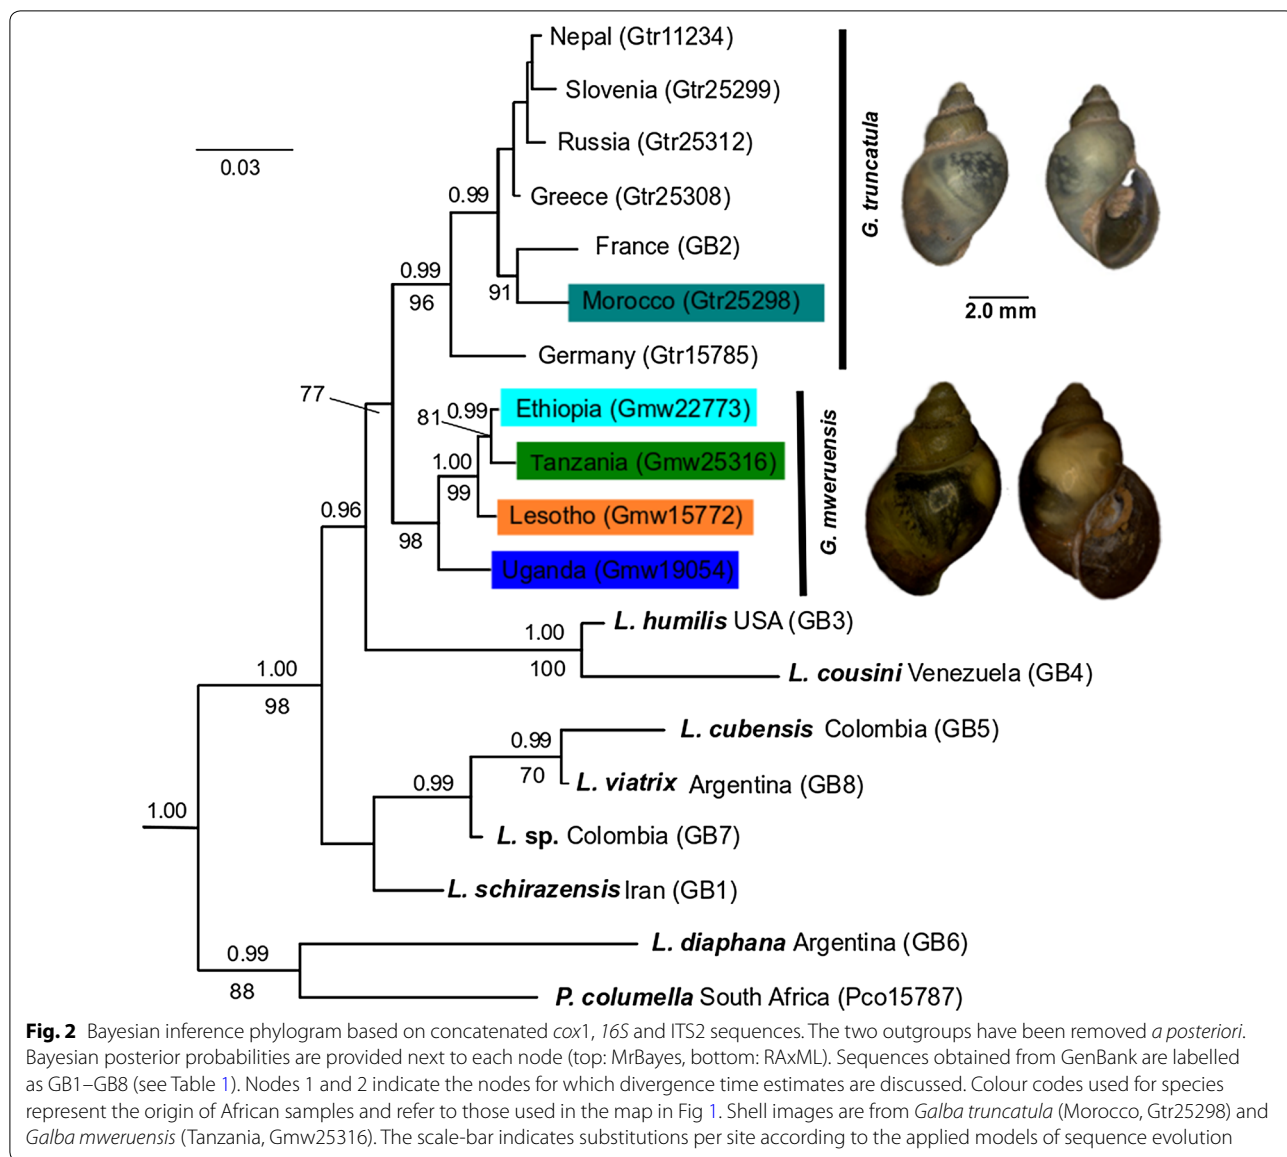 Nepal (Gtr11234)
Slovenia (Gtr25299)
Russia (Gtr25312)
0.03
0.99
Greece (Gtr25308)
France (GB2)
0.99
96
91
Morocco (Gtr25298)
Germany (Gtr15785)
G. truncatula
2.0 mm
77
81
0.99
Ethiopia (Gmw22773)
Tanzania (Gmw25316)
1.00
99
Lesotho (Gmw15772)
98
Uganda (Gmw19054)
G. mweruensis
0.96
L. humilis USA (GB3)
1.00
100
L. cousini Venezuela (GB4)
1.00
98
L. cubensis Colombia (GB5)
0.99
70
L. viatrix Argentina (GB8)
0.99
L. sp. Colombia (GB7)
1.00
L. schirazensis Iran (GB1)
L. diaphana Argentina (GB6)
0.99
88
P. columella South Africa (Pco15787)
Fig. 2 Bayesian inference phylogram based on concatenated cox1, 16S and ITS2 sequences. The two outgroups have been removed a posteriori.
Bayesian posterior probabilities are provided next to each node (top: MrBayes, bottom: RAxML). Sequences obtained from GenBank are labelled
as GB1–GB8 (see Table 1). Nodes 1 and 2 indicate the nodes for which divergence time estimates are discussed. Colour codes used for species
represent the origin of African samples and refer to those used in the map in Fig 1. Shell images are from Galba truncatula (Morocco, Gtr25298) and
Galba mweruensis (Tanzania, Gmw25316). The scale-bar indicates substitutions per site according to the applied models of sequence evolution